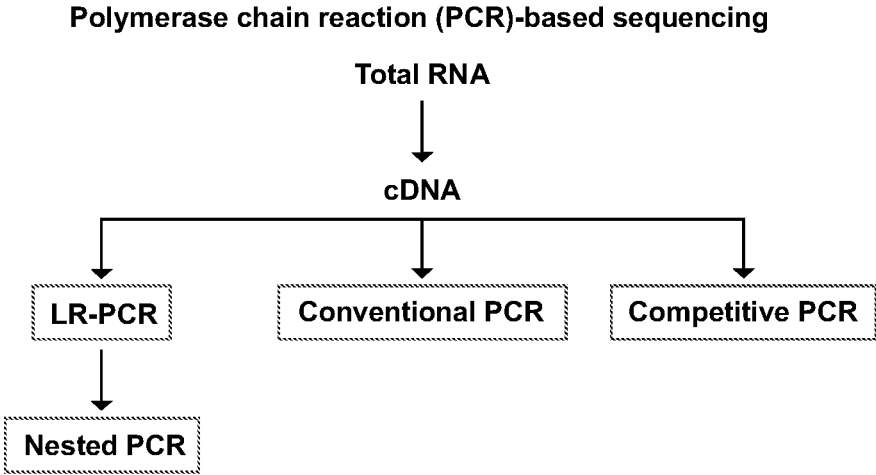 Polymerase chain reaction (PCR)-based sequencing
Total RNA
cDNA
LR-PCR
Conventional PCR
Competitive PCR
Nested PCR